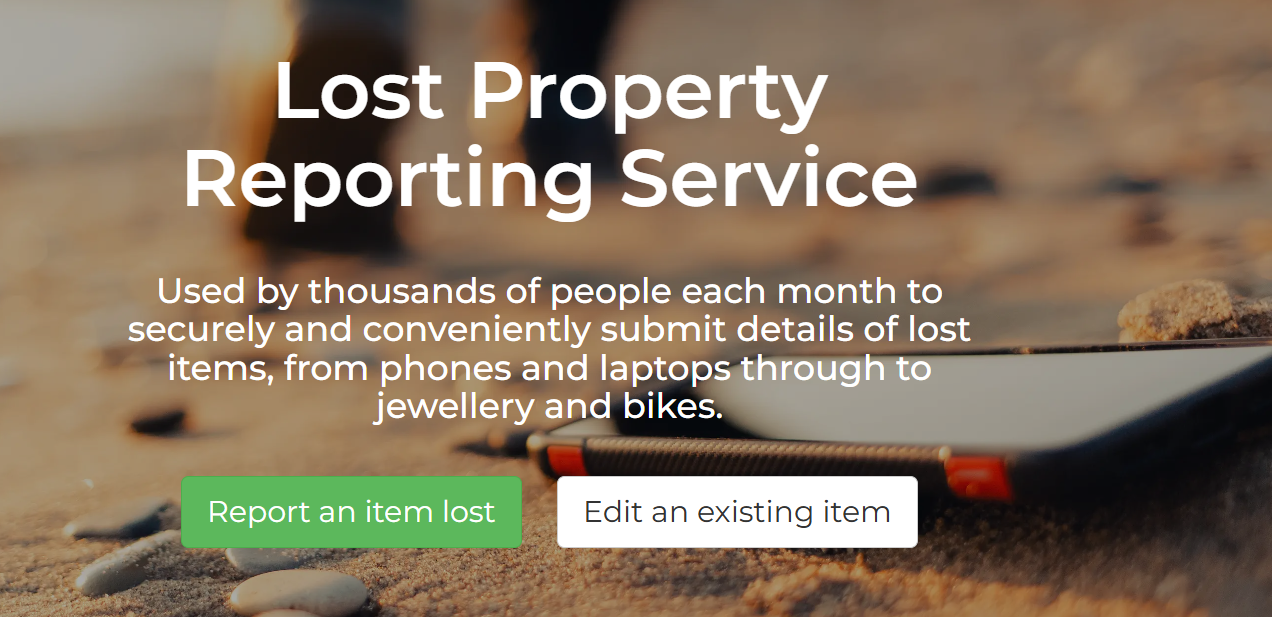 Lost Property
Reporting Service
Used by thousands of people each month to
securely and conveniently submit details of lost
items, from phones and laptops through to
jewellery and bikes.
Report an item lost
Edit an existing item